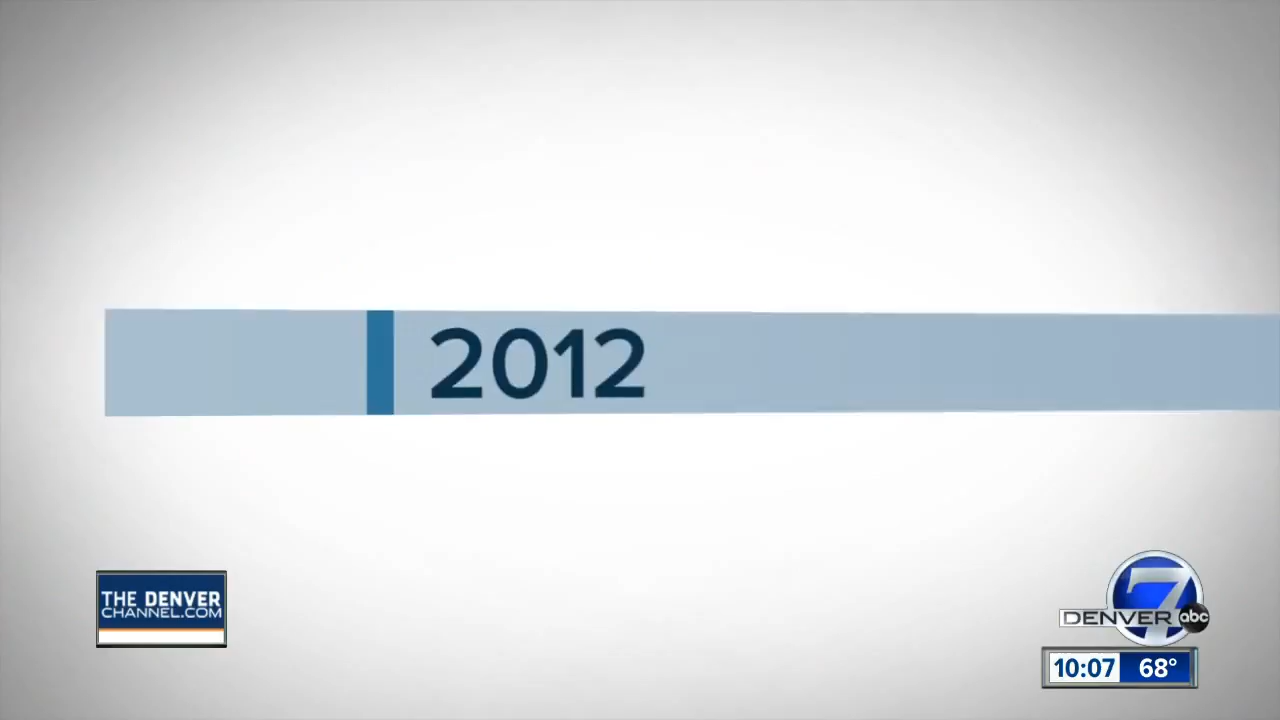 2012
THE DENVER
CHANNEL.COM
7
DENVER abc
10:07 68°